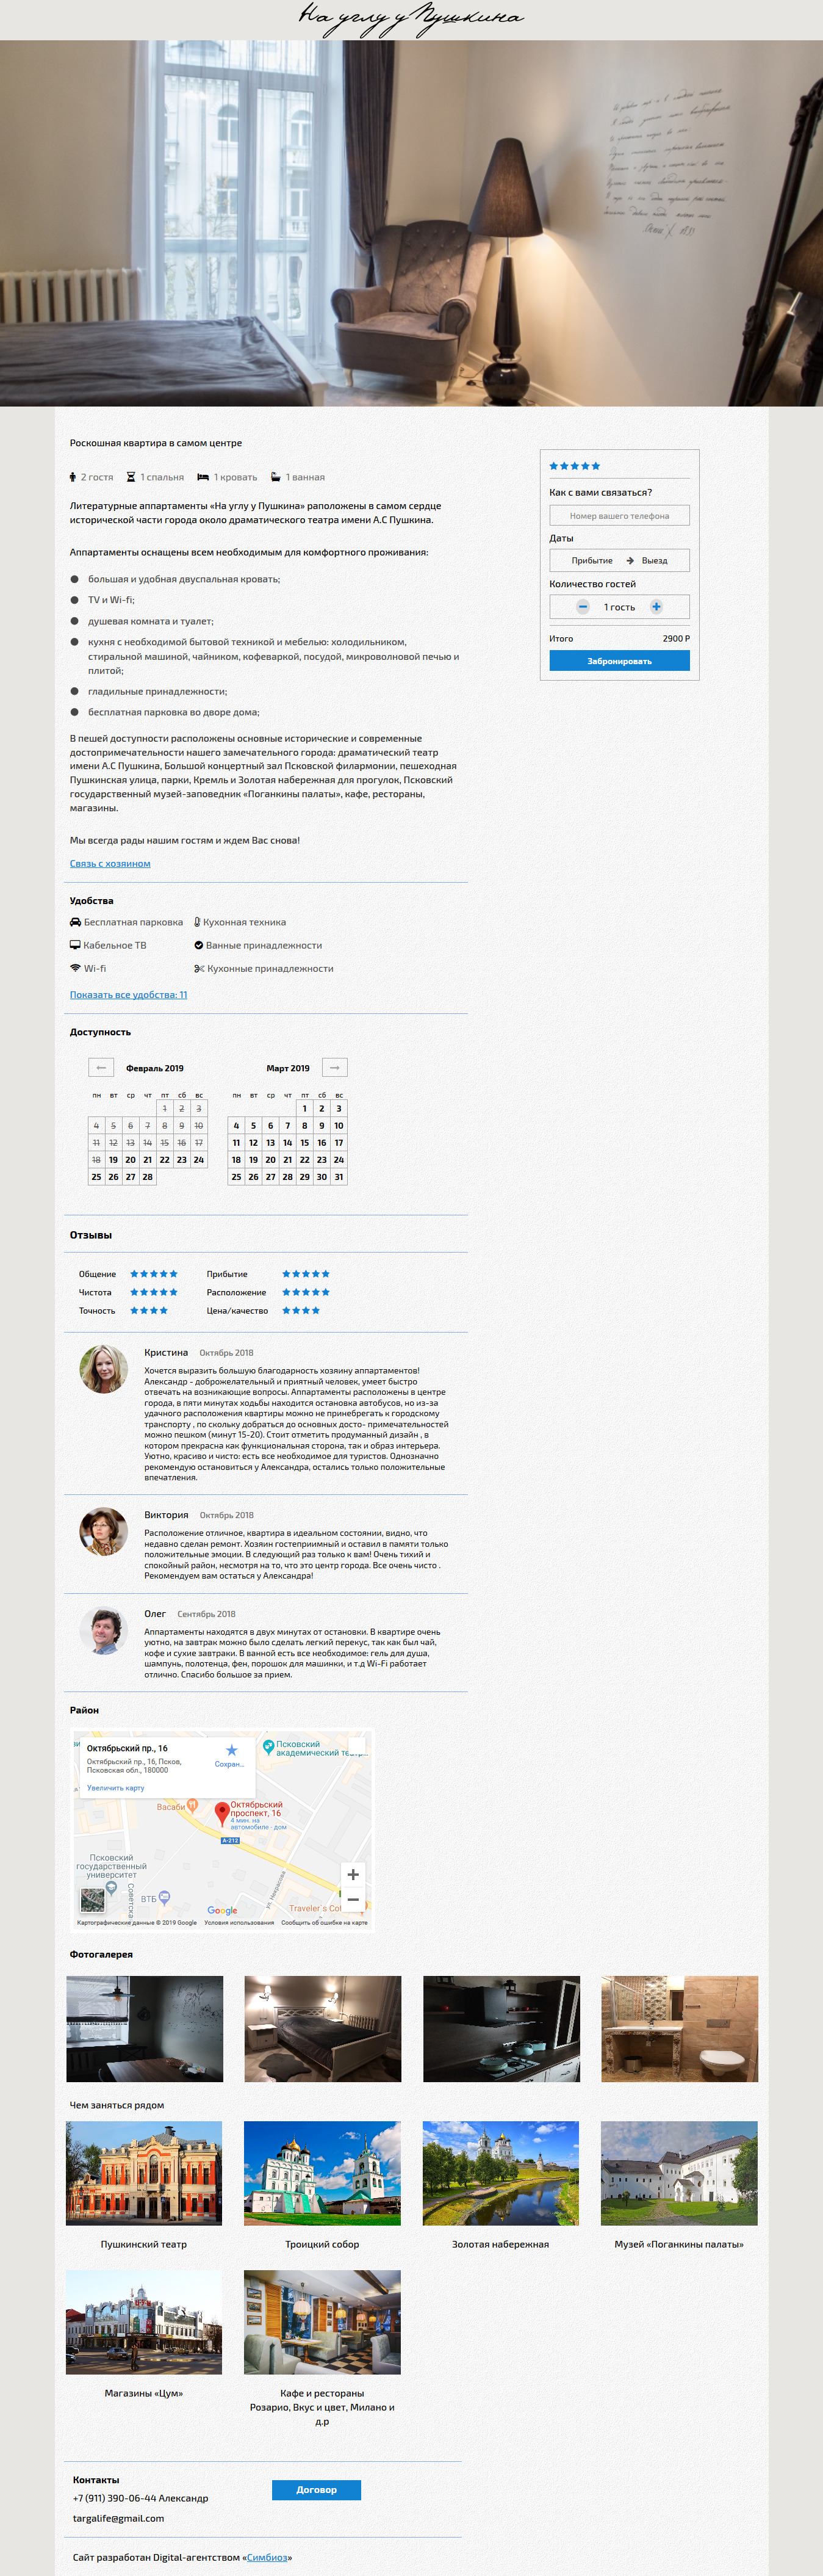 На углу у Пушкина
Роскошная квартира в самом центре
2 гостя 1 спальня 1 кровать 1 ванная
Литературные аппартаменты «На углу у Пушкина» раположены в самом сердце
исторической части города около драматического театра имени А.С Пушкина.
Аппартаменты оснащены всем необходимым для комфортного проживания:
большая и удобная двуспальная кровать;
TV и Wi-fi;
душевая комната и туалет;
кухня с необходимой бытовой техникой и мебелью: холодильником,
стиральной машиной, чайником, кофеваркой, посудой, микроволновой печью и
плитой;
гладильные принадлежности;
бесплатная парковка во дворе дома;
В пешей доступности расположены основные исторические и современные
достопримечательности нашего замечательного города: драматический театр
имени А.С Пушкина, Большой концертный зал Псковской филармонии, пешеходная
Пушкинская улица, парки, Кремль и Золотая набережная для прогулок, Псковский
государственный музей-заповедник «Поганкины палаты», кафе, рестораны,
магазины.
Мы всегда рады нашим гостям и ждем Вас снова!
Связь с хозяином
Как с вами связаться?
Номер вашего телефона
Даты
Прибытие → Выезд
Количество гостей
− 1 гость +
Итого 2900 Р
Забронировать
Удобства
Бесплатная парковка Кухонная техника
Кабельное ТВ Ванные принадлежности
Wi-fi Кухонные принадлежности
Показать все удобства: 11
Доступность
← Февраль 2019 Март 2019 →
пн вт ср чт пт сб вс пн вт ср чт пт сб вс
1 2 3 1 2 3
4 5 6 7 8 9 10 4 5 6 7 8 9 10
11 12 13 14 15 16 17 11 12 13 14 15 16 17
18 19 20 21 22 23 24 18 19 20 21 22 23 24
25 26 27 28 25 26 27 28 29 30 31
Отзывы
Общение Прибытие
Чистота Расположение
Точность Цена/качество
Кристина Октябрь 2018
Хочется выразить большую благодарность хозяину аппартаментов!
Александр - доброжелательный и приятный человек, умеет быстро
отвечать на возникающие вопросы. Аппартаменты расположены в центре
города, в пяти минутах ходьбы находится остановка автобусов, но из-за
удачного расположения квартиры можно не принебрегать к городскому
транспорту , по скольку добраться до основных досто- примечательностей
можно пешком (минут 15-20). Стоит отметить продуманный дизайн , в
котором прекрасна как функциональная сторона, так и образ интерьера.
Уютно, красиво и чисто: есть все необходимое для туристов. Однозначно
рекомендую остановиться у Александра, остались только положительные
впечатления.
Виктория Октябрь 2018
Расположение отличное, квартира в идеальном состоянии, видно, что
недавно сделан ремонт. Хозяин гостеприимный и оставил в памяти только
положительные эмоции. В следующий раз только к вам! Очень тихий и
спокойный район, несмотря на то, что это центр города. Все очень чисто .
Рекомендуем вам остаться у Александра!
Олег Сентябрь 2018
Аппартаменты находятся в двух минутах от остановки. В квартире очень
уютно, на завтрак можно было сделать легкий перекус, так как был чай,
кофе и сухие завтраки. В ванной есть все необходимое: гель для душа,
шампунь, полотенца, фен, порошок для машинки, и т.д Wi-Fi работает
отлично. Спасибо большое за прием.
Район
Октябрьский пр., 16
Октябрьский пр., 16, Псков,
Псковская обл., 180000
Сохран...
Увеличить карту
Псковский
академический теат...
Васаби
Октябрьский
проспект, 16
4 мин. на
автомобиле - дом
А-212
Псковский
государственный
университет
Советска
ВТБ
ул. Некрасова
Traveler`s Col
Google
Картографические данные © 2019 Google Условия использования Сообщить об ошибке на карте
Фотогалерея
Чем заняться рядом
Пушкинский театр Троицкий собор Золотая набережная Музей «Поганкины палаты»
Магазины «Цум» Кафе и рестораны
Розарио, Вкус и цвет, Милано и
д.р
Контакты
+7 (911) 390-06-44 Александр
Договор
targalife@gmail.com
Сайт разработан Digital-агентством «Симбиоз»